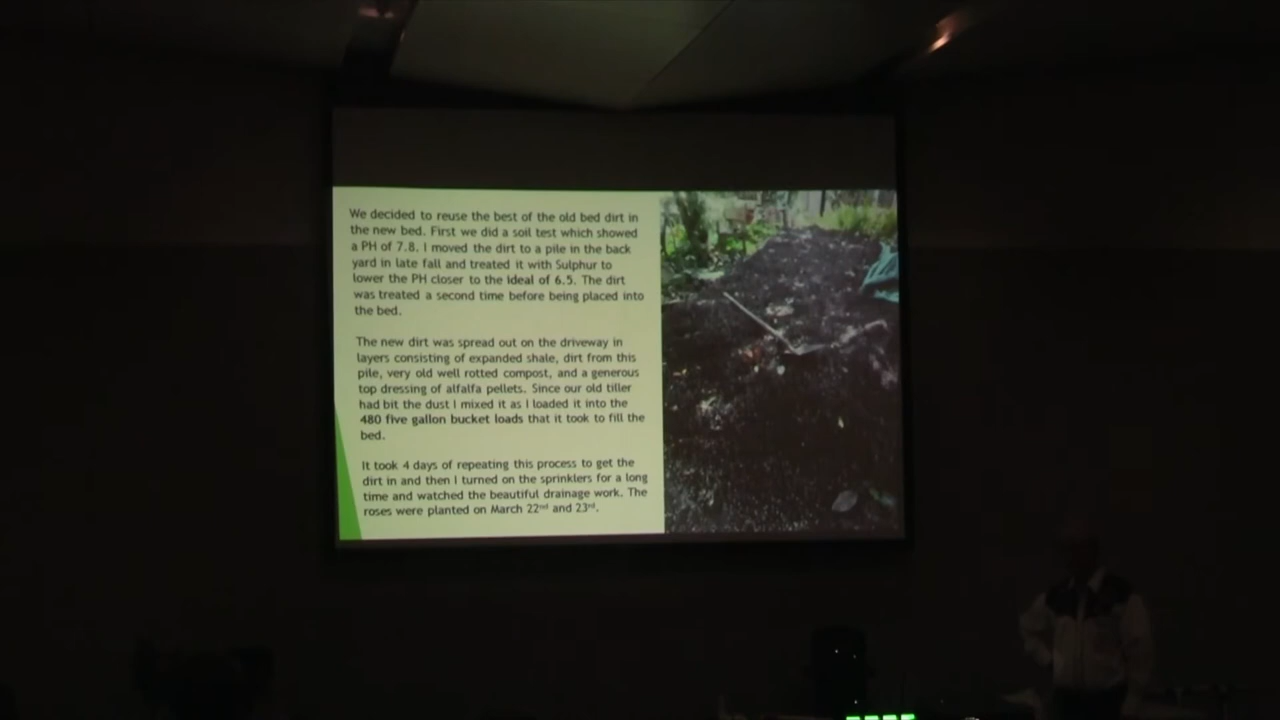 We decided to reuse the best of the old bed dirt in
the new bed. First we did a soil test which showed
a PH of 7.8. I moved the dirt to a pile in the back
yard in late fall and treated it with Sulphur to
lower the PH closer to the ideal of 6.5. The dirt
was treated a second time before being placed into
the bed.
The new dirt was spread out on the driveway in
layers consisting of expanded shale, dirt from this
pile, very old well rotted compost, and a generous
top dressing of alfalfa pellets. Since our old tiller
had bit the dust I mixed it as I loaded it into the
480 five gallon bucket loads that it took to fill the
bed.
It took 4 days of repeating this process to get the
dirt in and then I turned on the sprinklers for a long
time and watched the beautiful drainage work. The
roses were planted on March 22nd and 23rd.